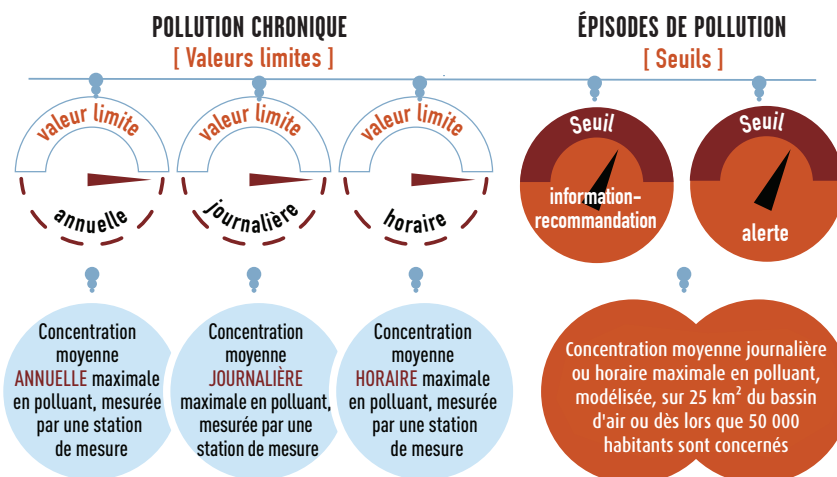 POLLUTION CHRONIQUE
[ Valeurs limites ]
valeur limite
annuelle
valeur limite
journalière
valeur limite
horaire
Concentration
moyenne
ANNUELLE maximale
en polluant, mesurée
par une station
de mesure
Concentration
moyenne
JOURNALIÈRE
maximale en polluant,
mesurée par une
station de mesure
Concentration
moyenne
HORAIRE maximale
en polluant, mesurée
par une station
de mesure
ÉPISODES DE POLLUTION
[ Seuils ]
Seuil
information-
recommandation
Seuil
alerte
Concentration moyenne journalière
ou horaire maximale en polluant,
modélisée, sur 25 km² du bassin
d'air ou dès lors que 50 000
habitants sont concernés